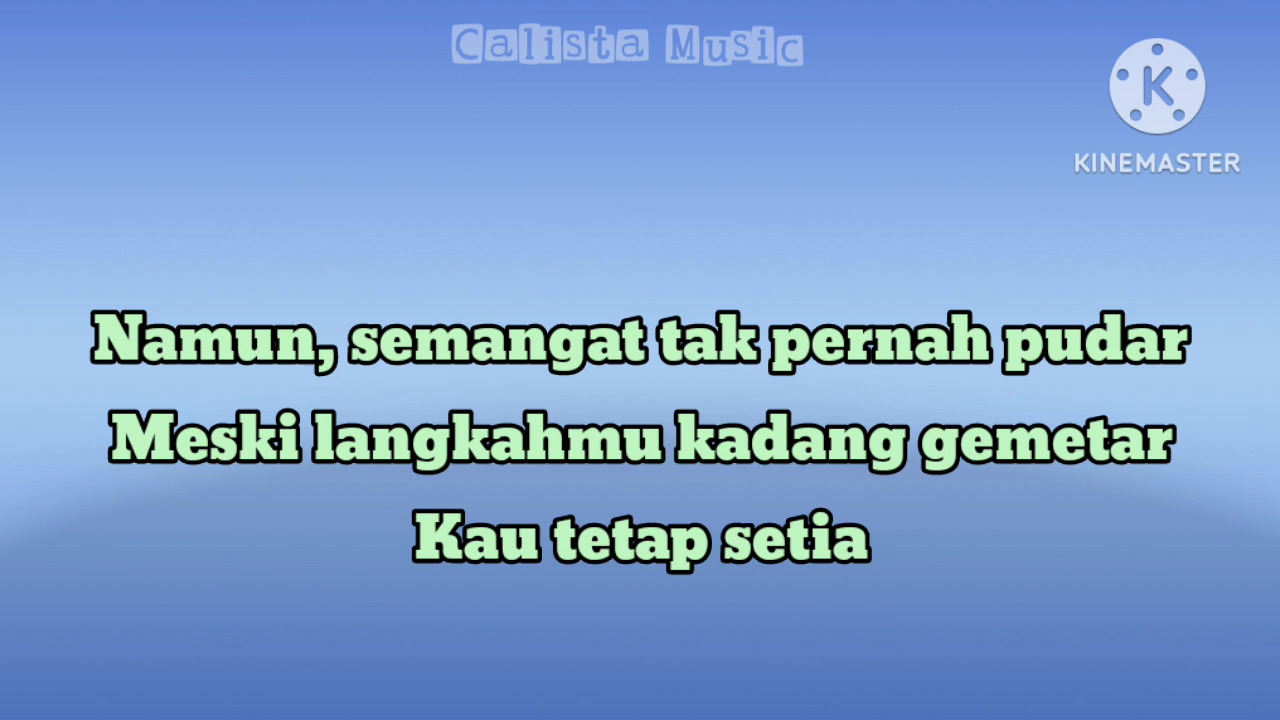 Calista Music
K
KINEMASTER
Namun, semangat tak pernah pudar
Meski langkahmu kadang gemetar
Kau tetap setia